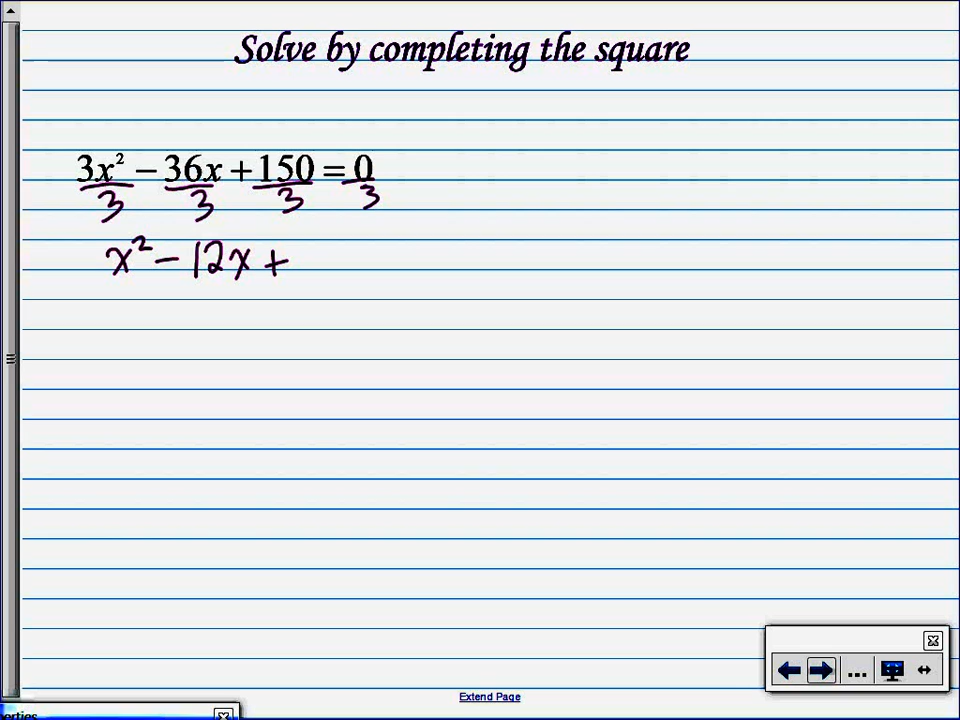 Solve by completing the square
3x² − 36x + 150 = 0
3 3 3 3
x² − 12x +
...
Extend Page